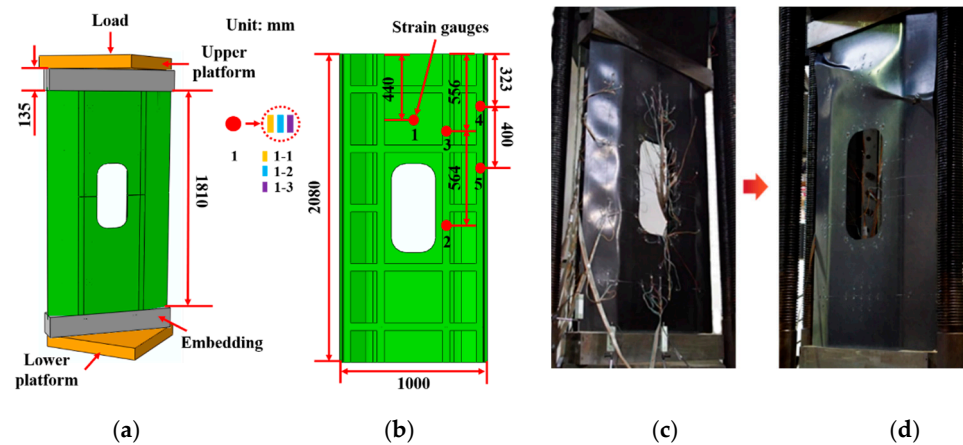 Load
Unit: mm
Upper
platform
Strain gauges
135
1
1-1
1-2
1-3
1810
Embedding
Lower
platform
2080
440
556
323
400
564
1
2
3
4
5
1000
(a)
(b)
(c)
(d)